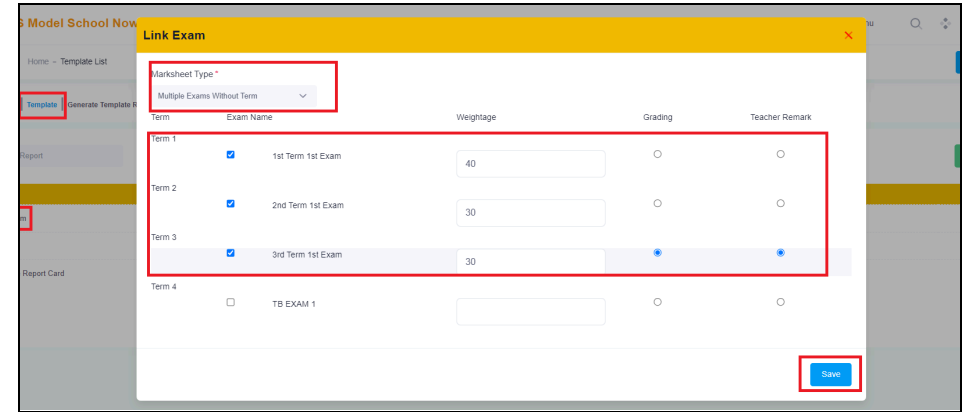 S Model School Now
nu
Link Exam
Home - Template List
Marksheet Type *
Multiple Exams Without Term
Template
Generate Template R
Term Exam Name Weightage Grading Teacher Remark
Term 1
1st Term 1st Exam 40
Report
Term 2
2nd Term 1st Exam 30
m
Term 3
3rd Term 1st Exam 30
Report Card
Term 4
TB EXAM 1
Save